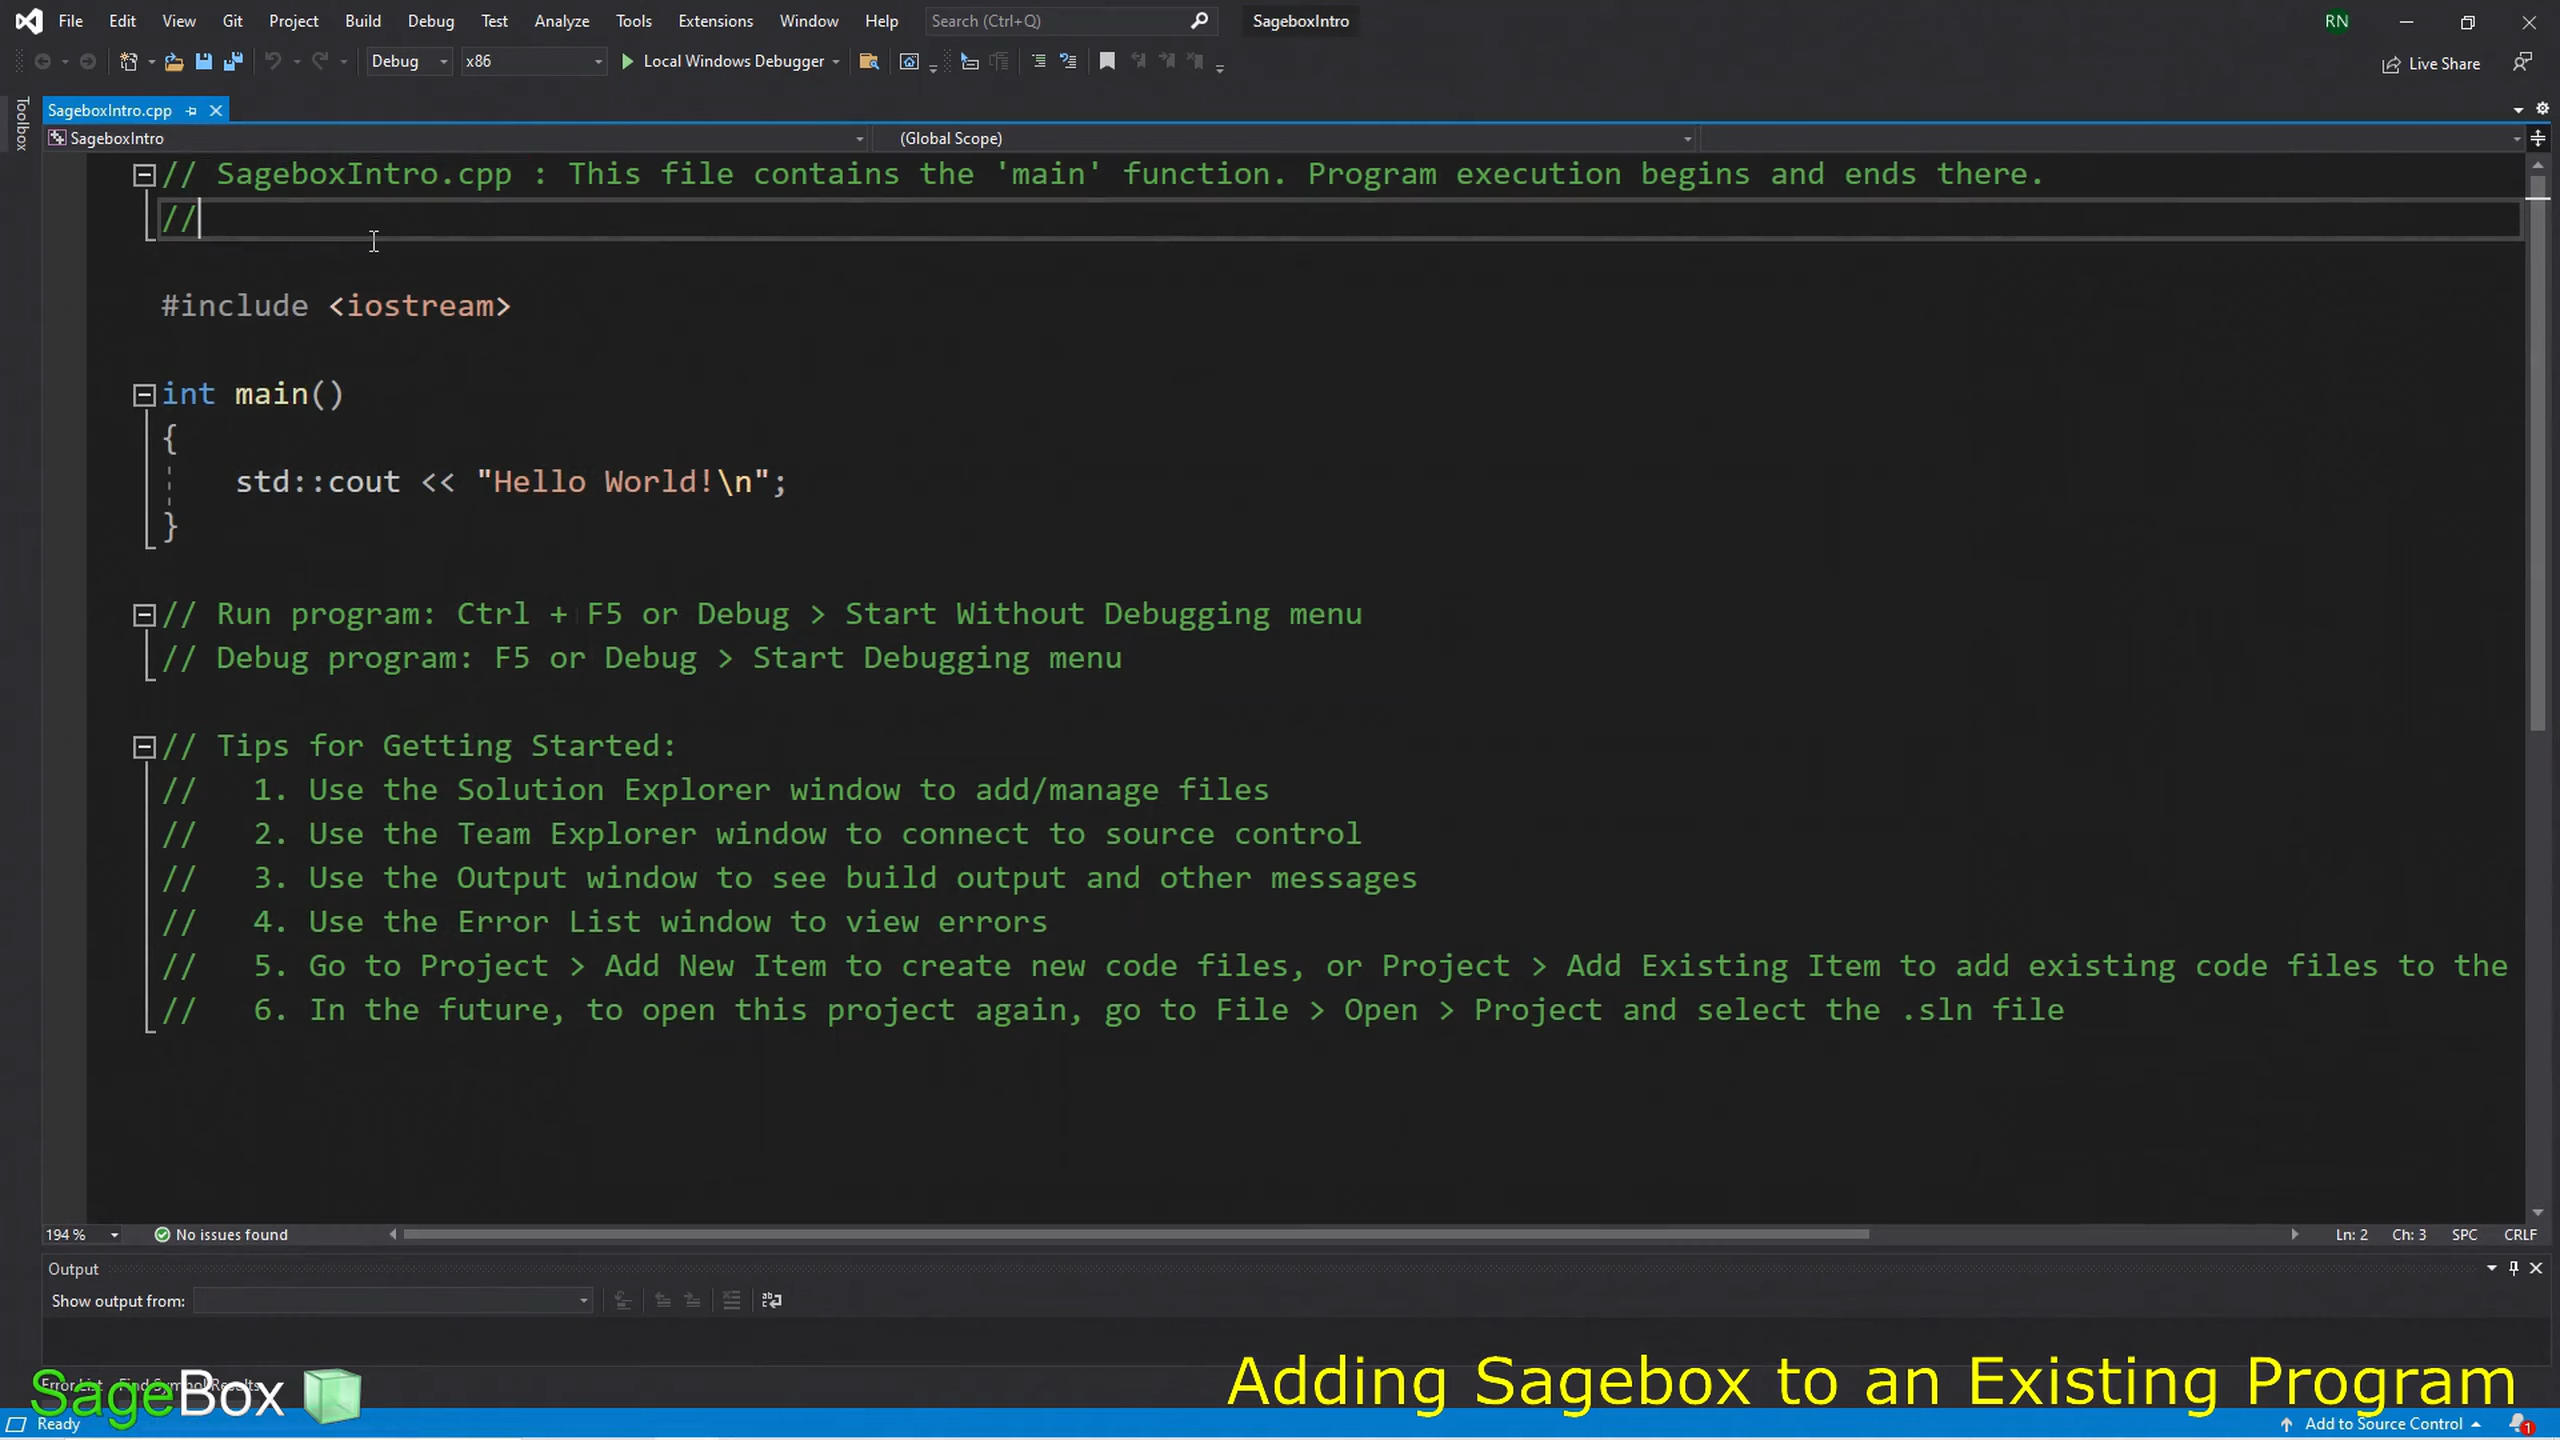 File Edit View Git Project Build Debug Test Analyze Tools Extensions Window Help Search (Ctrl+Q) SageboxIntro RN
Debug x86 Local Windows Debugger Live Share
Toolbox
SageboxIntro.cpp
SageboxIntro (Global Scope)
// SageboxIntro.cpp : This file contains the 'main' function. Program execution begins and ends there.
//
#include <iostream>
int main()
{
std::cout << "Hello World!\n";
}
// Run program: Ctrl + F5 or Debug > Start Without Debugging menu
// Debug program: F5 or Debug > Start Debugging menu
// Tips for Getting Started:
//   1. Use the Solution Explorer window to add/manage files
//   2. Use the Team Explorer window to connect to source control
//   3. Use the Output window to see build output and other messages
//   4. Use the Error List window to view errors
//   5. Go to Project > Add New Item to create new code files, or Project > Add Existing Item to add existing code files to the
//   6. In the future, to open this project again, go to File > Open > Project and select the .sln file
194 % No issues found Ln: 2 Ch: 3 SPC CRLF
Output
Show output from:
Error List Find Symbol Results
SageBox
Adding Sagebox to an Existing Program
Ready Add to Source Control 1